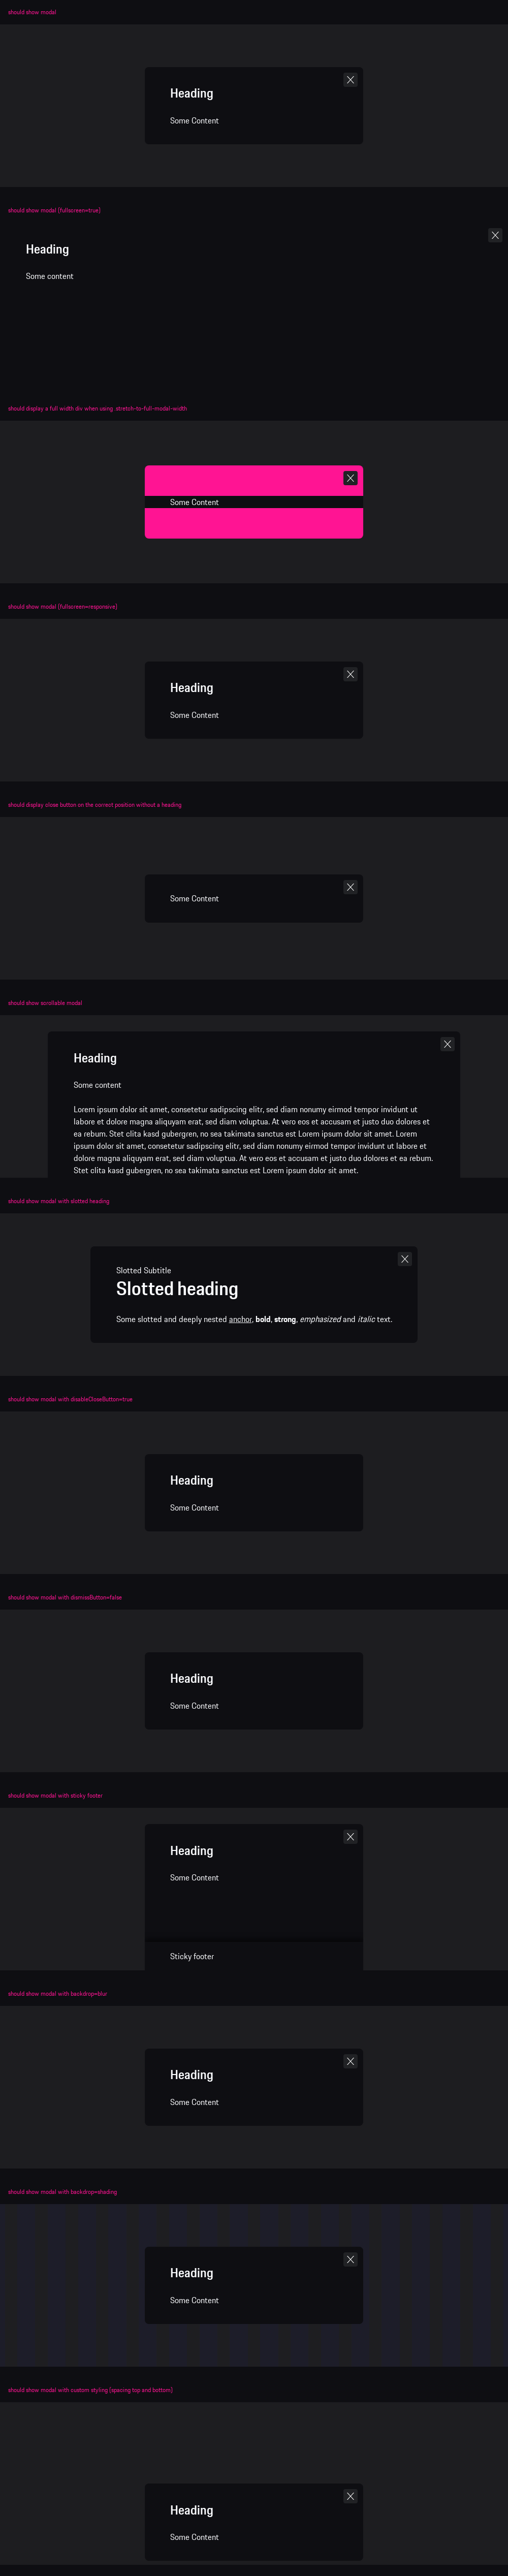 should show modal
Heading
Some Content
should show modal (fullscreen=true)
Heading
Some content
should display a full width div when using .stretch-to-full-modal-width
Some Content
should show modal (fullscreen=responsive)
Heading
Some Content
should display close button on the correct position without a heading
Some Content
should show scrollable modal
Heading
Some content
Lorem ipsum dolor sit amet, consetetur sadipscing elitr, sed diam nonumy eirmod tempor invidunt ut
labore et dolore magna aliquyam erat, sed diam voluptua. At vero eos et accusam et justo duo dolores et
ea rebum. Stet clita kasd gubergren, no sea takimata sanctus est Lorem ipsum dolor sit amet. Lorem
ipsum dolor sit amet, consetetur sadipscing elitr, sed diam nonumy eirmod tempor invidunt ut labore et
dolore magna aliquyam erat, sed diam voluptua. At vero eos et accusam et justo duo dolores et ea rebum.
Stet clita kasd gubergren, no sea takimata sanctus est Lorem ipsum dolor sit amet.
should show modal with slotted heading
Slotted Subtitle
Slotted heading
Some slotted and deeply nested anchor, bold, strong, emphasized and italic text.
should show modal with disableCloseButton=true
Heading
Some Content
should show modal with dismissButton=false
Heading
Some Content
should show modal with sticky footer
Heading
Some Content
Sticky footer
should show modal with backdrop=blur
Heading
Some Content
should show modal with backdrop=shading
Heading
Some Content
should show modal with custom styling (spacing top and bottom)
Heading
Some Content